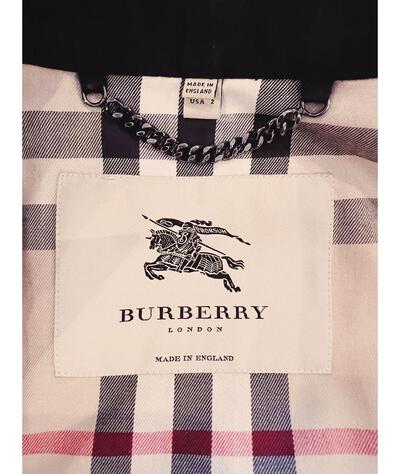 MADE IN
ENGLAND
USA 2
PRORSUM
BURBERRY
LONDON
MADE IN ENGLAND